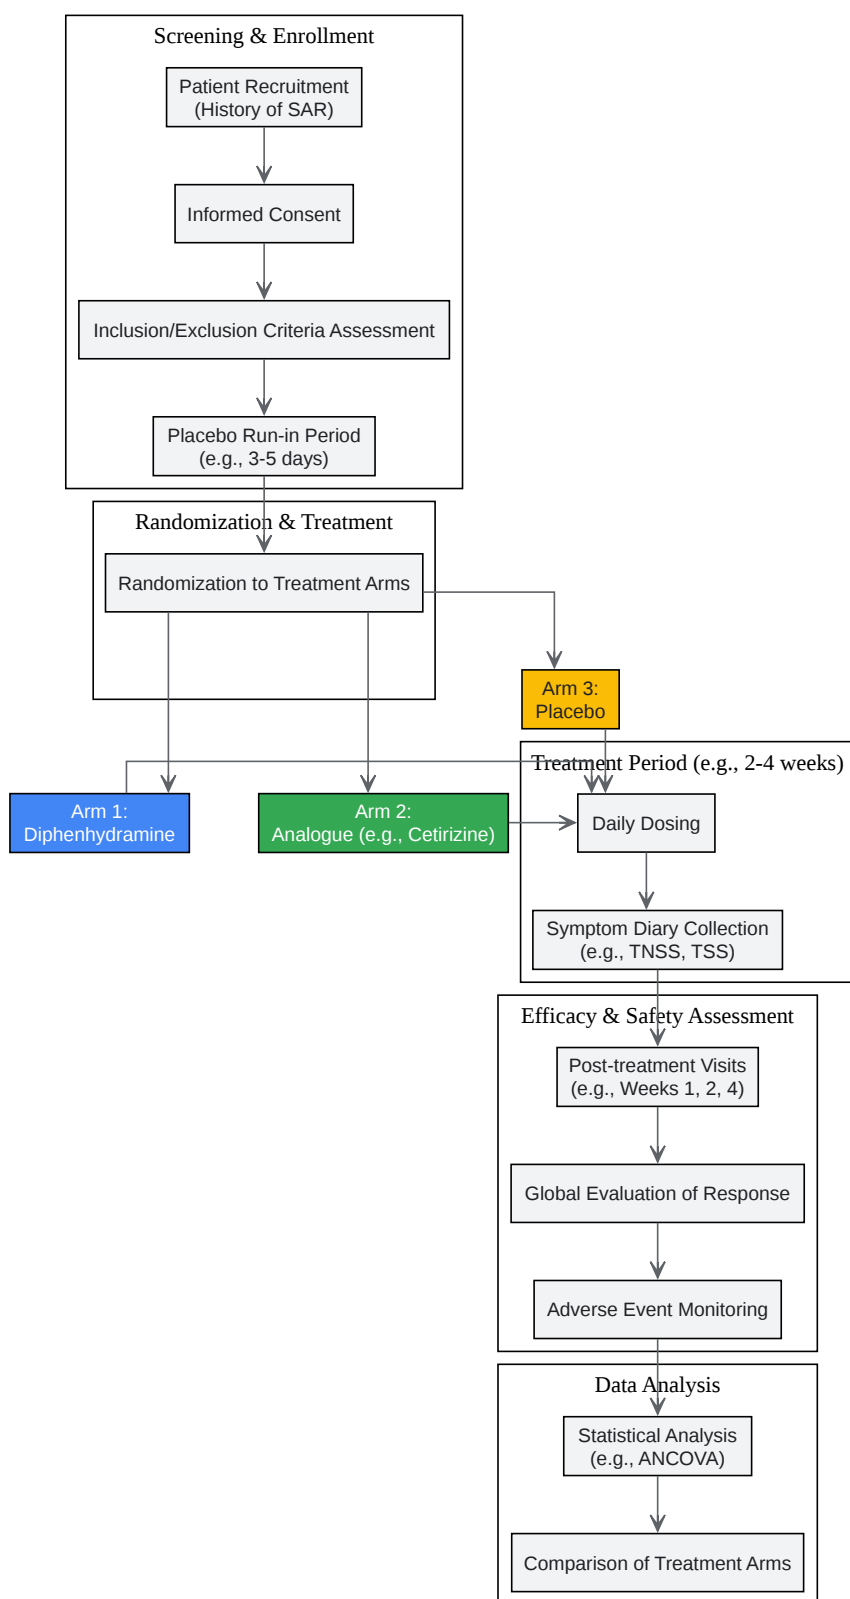 Screening & Enrollment
Patient Recruitment
(History of SAR)
Informed Consent
Inclusion/Exclusion Criteria Assessment
Placebo Run-in Period
(e.g., 3-5 days)
Randomization & Treatment
Randomization to Treatment Arms
Arm 3:
Placebo
Treatment Period (e.g., 2-4 weeks)
Arm 1:
Diphenhydramine
Arm 2:
Analogue (e.g., Cetirizine)
Daily Dosing
Symptom Diary Collection
(e.g., TNSS, TSS)
Efficacy & Safety Assessment
Post-treatment Visits
(e.g., Weeks 1, 2, 4)
Global Evaluation of Response
Adverse Event Monitoring
Data Analysis
Statistical Analysis
(e.g., ANCOVA)
Comparison of Treatment Arms